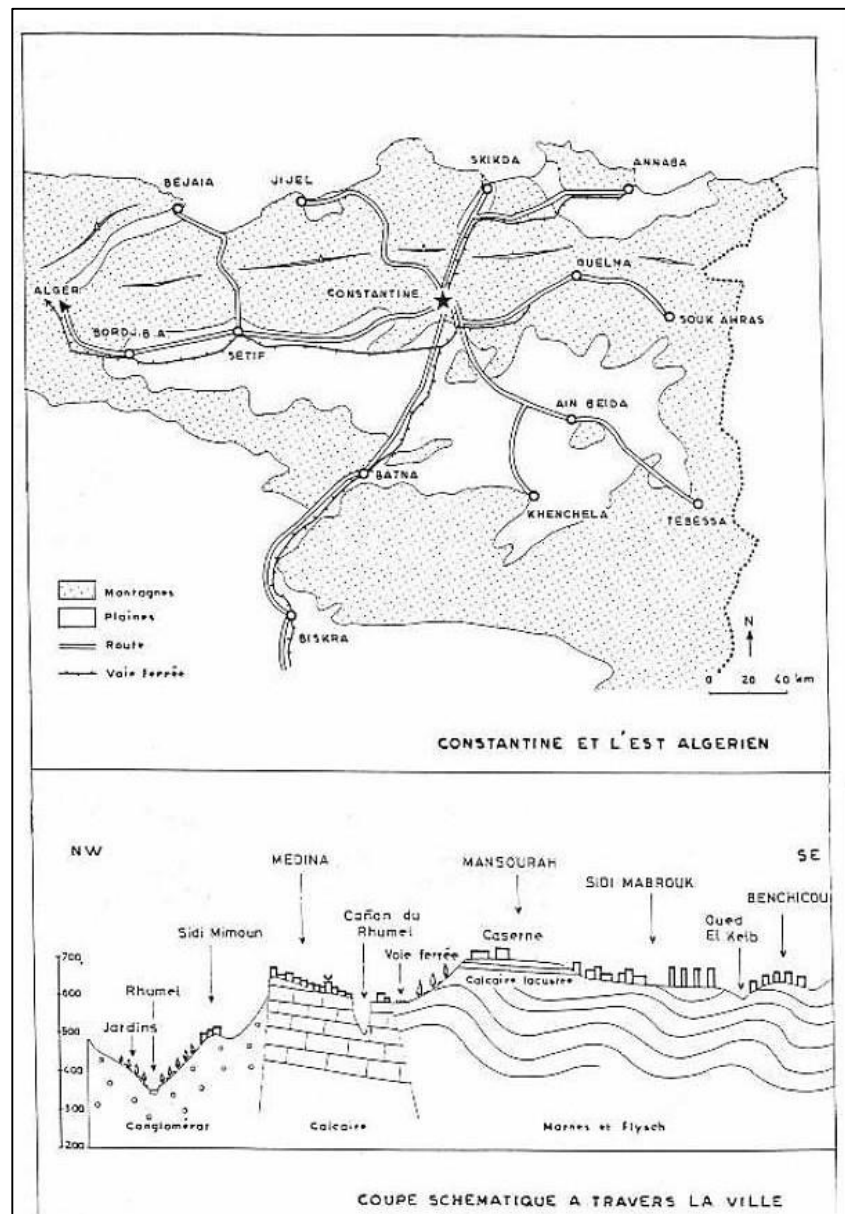 SKIKDA
ANNABA
BEJAIA
JIJEL
GUELMA
ALGER
CONSTANTINE
SOUK AHRAS
BORDJ.B.A
SETIF
AIN BEIDA
BATNA
KHENCHELA
TEBESSA
BISKRA
Montagnes
Plaines
Route
Voie ferrée
N
0 20 40 km
CONSTANTINE ET L'EST ALGERIEN
NW
SE
MEDINA
MANSOURAH
SIDI MABROUK
BENCHICOU
Sidi Mimoun
Cañon du
Rhumel
Voie ferrée
Caserne
Oued
El Kelb
Rhumel
Jardins
Calcaire lacustre
700
600
500
400
300
200
Conglomérat
Calcaire
Marnes et Flysch
COUPE SCHEMATIQUE A TRAVERS LA VILLE